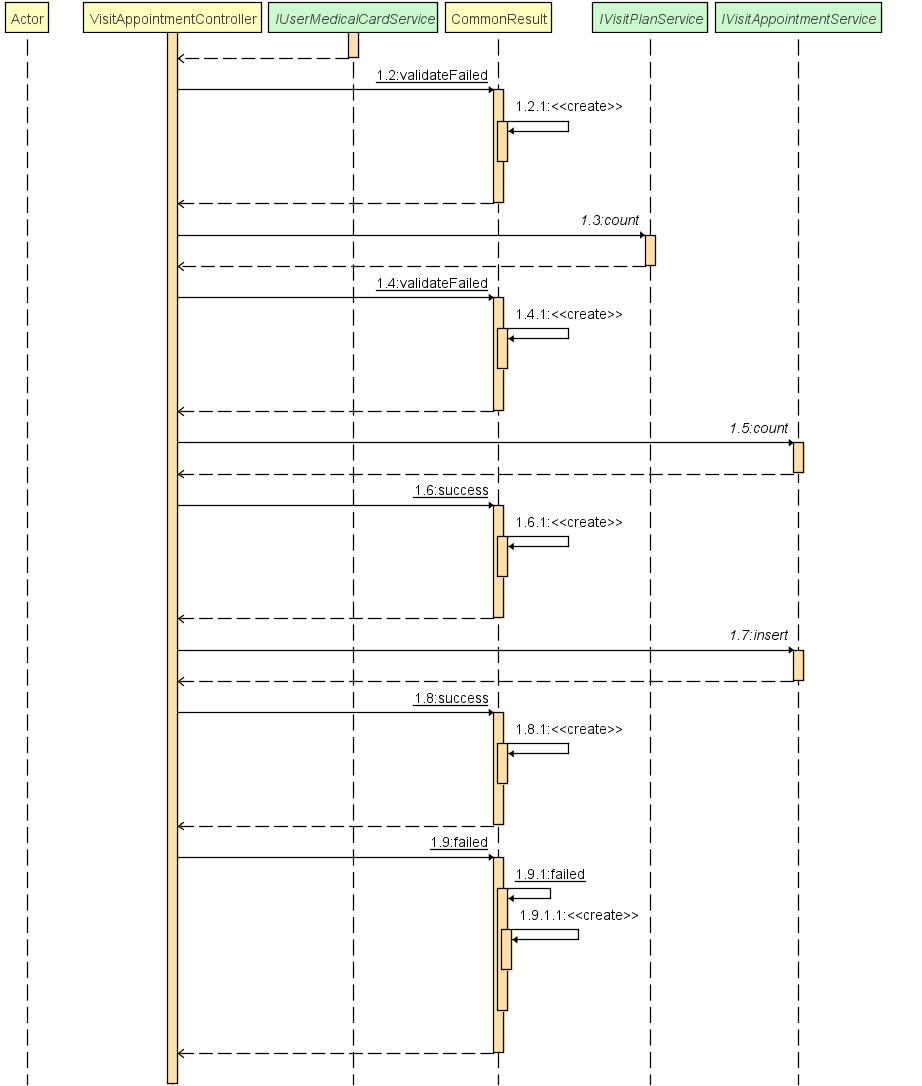 Actor
VisitAppointmentController
IUserMedicalCardService
CommonResult
IVisitPlanService
IVisitAppointmentService
1.2:validateFailed
1.2.1:<<create>>
1.3:count
1.4:validateFailed
1.4.1:<<create>>
1.5:count
1.6:success
1.6.1:<<create>>
1.7:insert
1.8:success
1.8.1:<<create>>
1.9:failed
1.9.1:failed
1.9.1.1:<<create>>